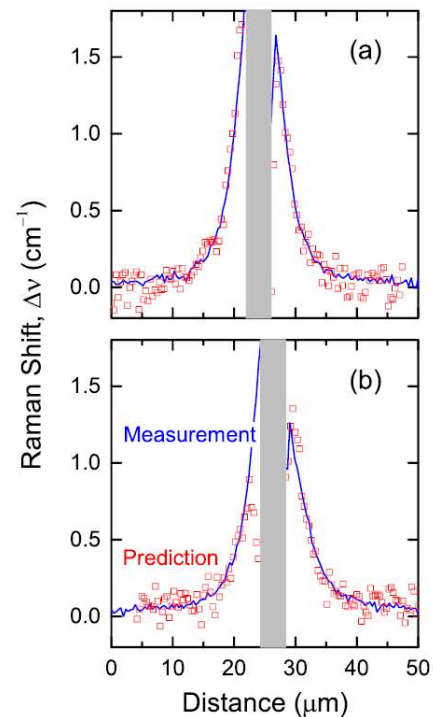 (a)
1.5
1.0
0.5
0.0
(b)
1.5
Measurement
1.0
0.5
Prediction
0.0
0 10 20 30 40 50
Distance (μm)
Raman Shift, Δν (cm⁻¹)